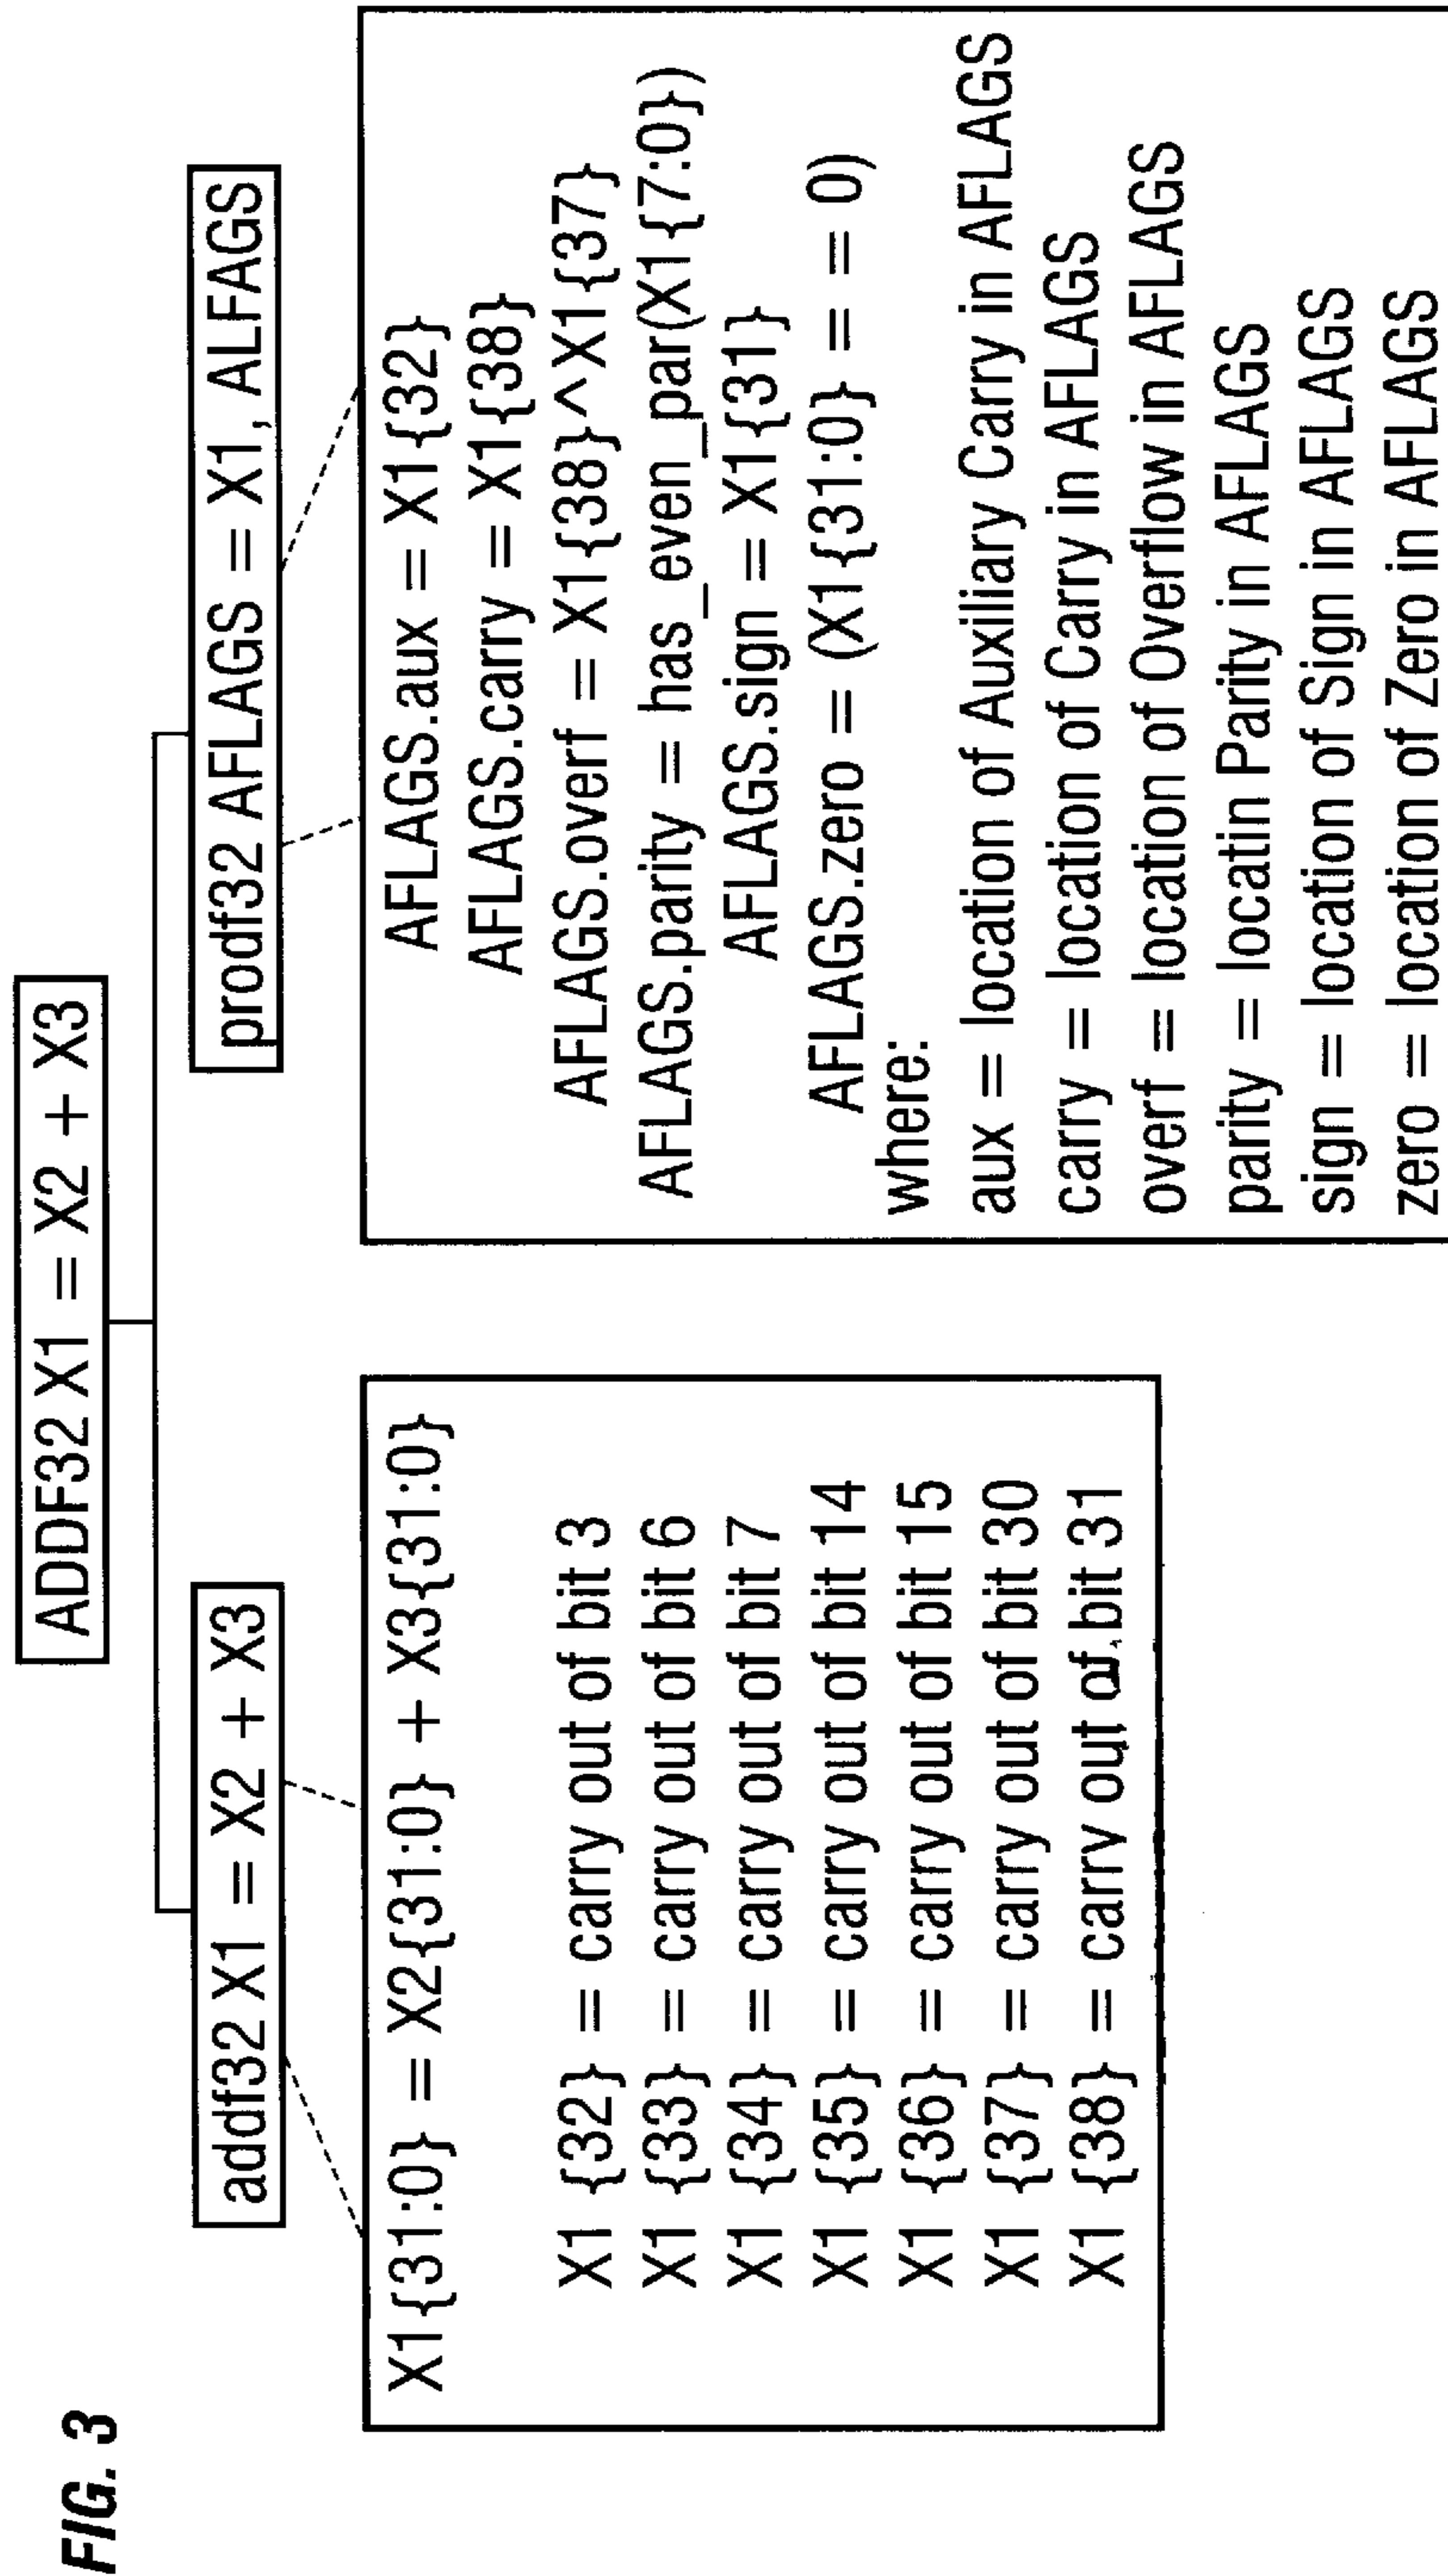 FIG. 3
ADDF32 X1 = X2 + X3
addf32 X1 = X2 + X3
X1{31:0} = X2{31:0} + X3{31:0}
X1 {32} = carry out of bit 3
X1 {33} = carry out of bit 6
X1 {34} = carry out of bit 7
X1 {35} = carry out of bit 14
X1 {36} = carry out of bit 15
X1 {37} = carry out of bit 30
X1 {38} = carry out of bit 31
prodf32 AFLAGS = X1, ALFAGS
AFLAGS.aux = X1{32}
AFLAGS.carry = X1{38}
AFLAGS.overf = X1{38}^X1{37}
AFLAGS.parity = has_even_par(X1{7:0})
AFLAGS.sign = X1{31}
AFLAGS.zero = (X1{31:0} = = 0)
where:
aux = location of Auxiliary Carry in AFLAGS
carry = location of Carry in AFLAGS
overf = location of Overflow in AFLAGS
parity = locatin Parity in AFLAGS
sign = location of Sign in AFLAGS
zero = location of Zero in AFLAGS